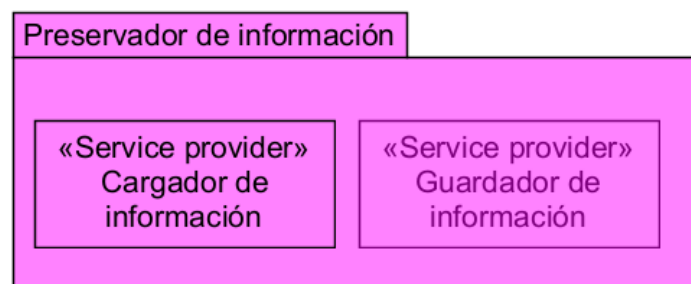 Preservador de información
«Service provider»
Cargador de
información
«Service provider»
Guardador de
información